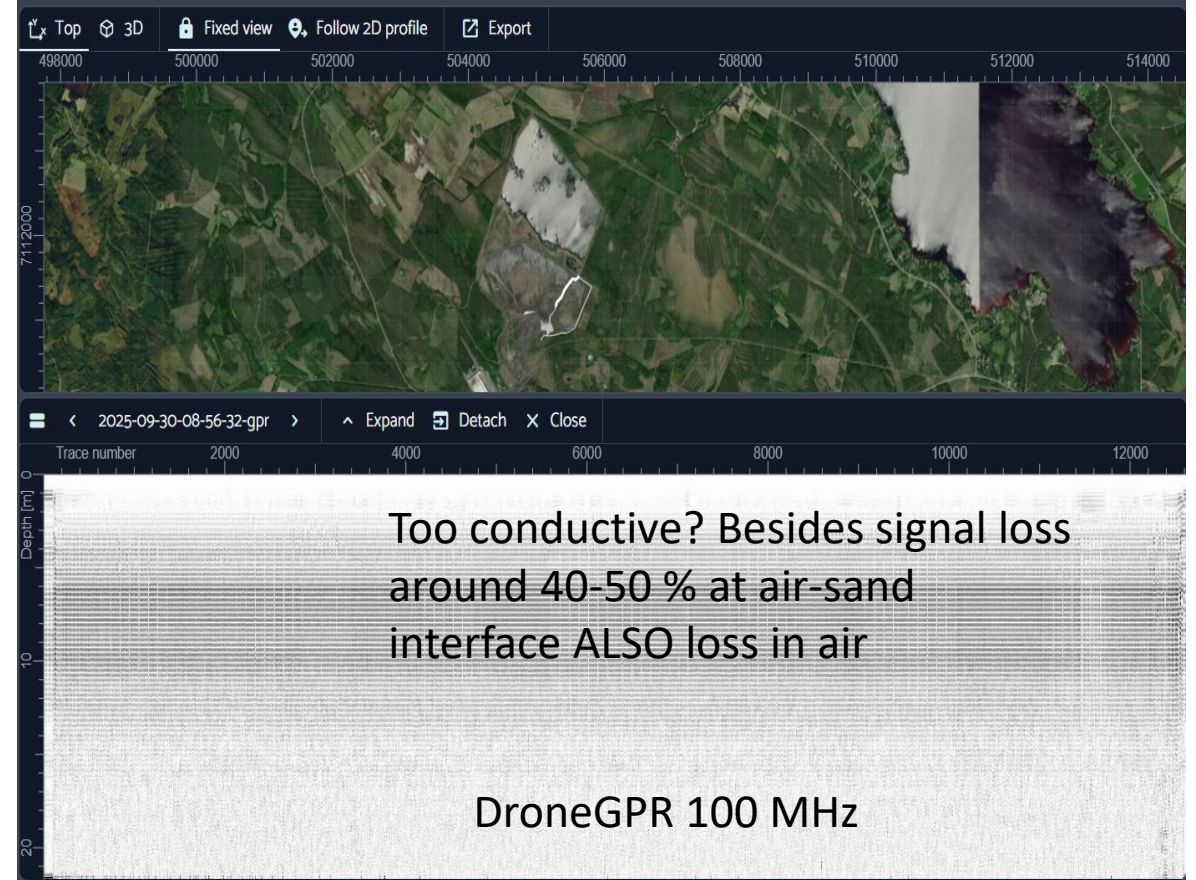 Top 3D Fixed view Follow 2D profile Export
498000 500000 502000 504000 506000 508000 510000 512000 514000
7112000
2025-09-30-08-56-32-gpr Expand Detach Close
Trace number 2000 4000 6000 8000 10000 12000
0
Depth [m]
Too conductive? Besides signal loss
around 40-50 % at air-sand
interface ALSO loss in air
10
DroneGPR 100 MHz
20